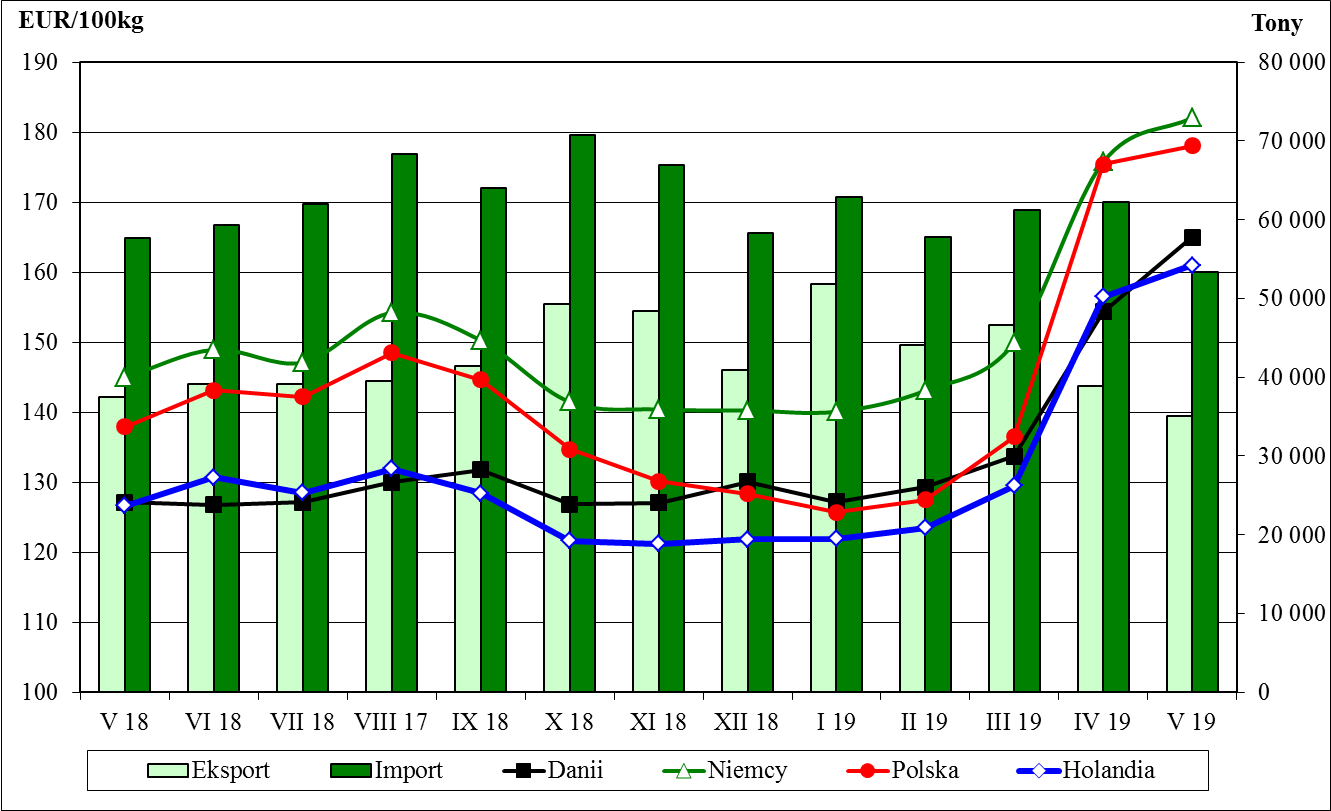 EUR/100kg
Tony
190 80 000
180 70 000
170 60 000
160 50 000
150 40 000
140 30 000
130 20 000
120 10 000
110 0
100
V 18 VI 18 VII 18 VIII 17 IX 18 X 18 XI 18 XII 18 I 19 II 19 III 19 IV 19 V 19
Eksport Import Danii Niemcy Polska Holandia